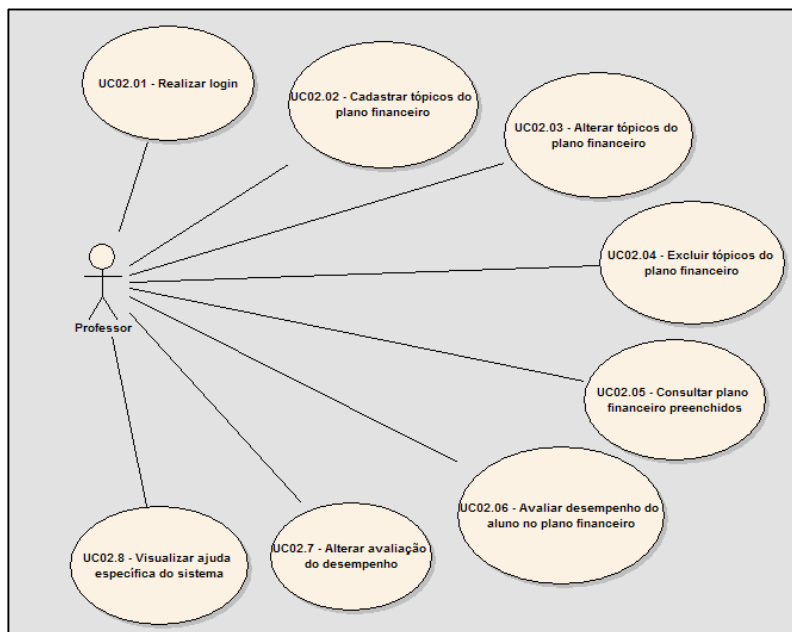 UC02.01 - Realizar login
UC02.02 - Cadastrar tópicos do
plano financeiro
UC02.03 - Alterar tópicos do
plano financeiro
UC02.04 - Excluir tópicos do
plano financeiro
Professor
UC02.05 - Consultar plano
financeiro preenchidos
UC02.06 - Avaliar desempenho do
aluno no plano financeiro
UC02.7 - Alterar avaliação
do desempenho
UC02.8 - Visualizar ajuda
específica do sistema